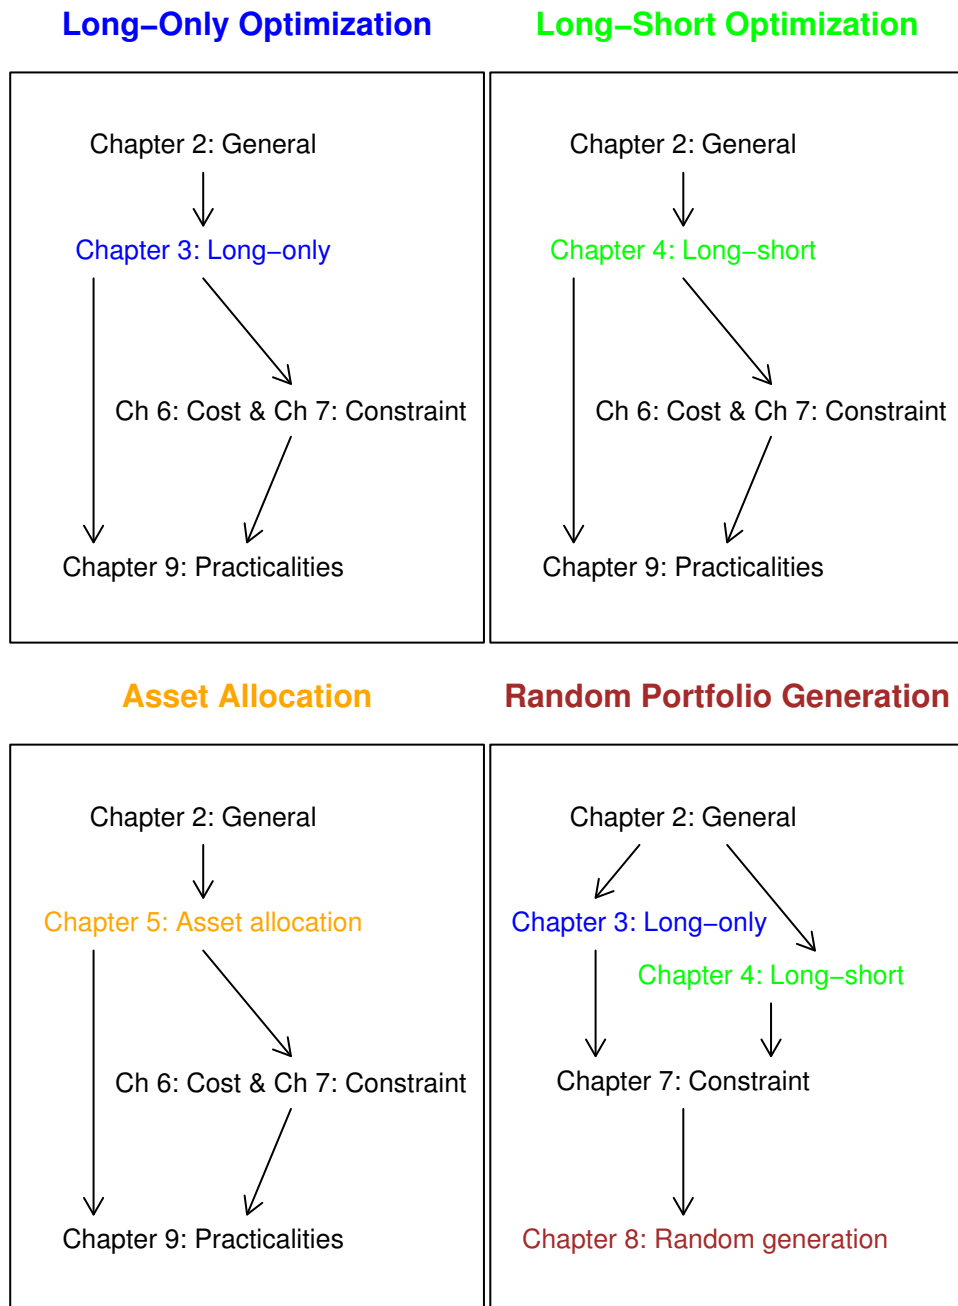 Long–Only Optimization
Chapter 2: General
Chapter 3: Long–only
Ch 6: Cost & Ch 7: Constraint
Chapter 9: Practicalities
Long–Short Optimization
Chapter 2: General
Chapter 4: Long–short
Ch 6: Cost & Ch 7: Constraint
Chapter 9: Practicalities
Asset Allocation
Chapter 2: General
Chapter 5: Asset allocation
Ch 6: Cost & Ch 7: Constraint
Chapter 9: Practicalities
Random Portfolio Generation
Chapter 2: General
Chapter 3: Long–only
Chapter 4: Long–short
Chapter 7: Constraint
Chapter 8: Random generation